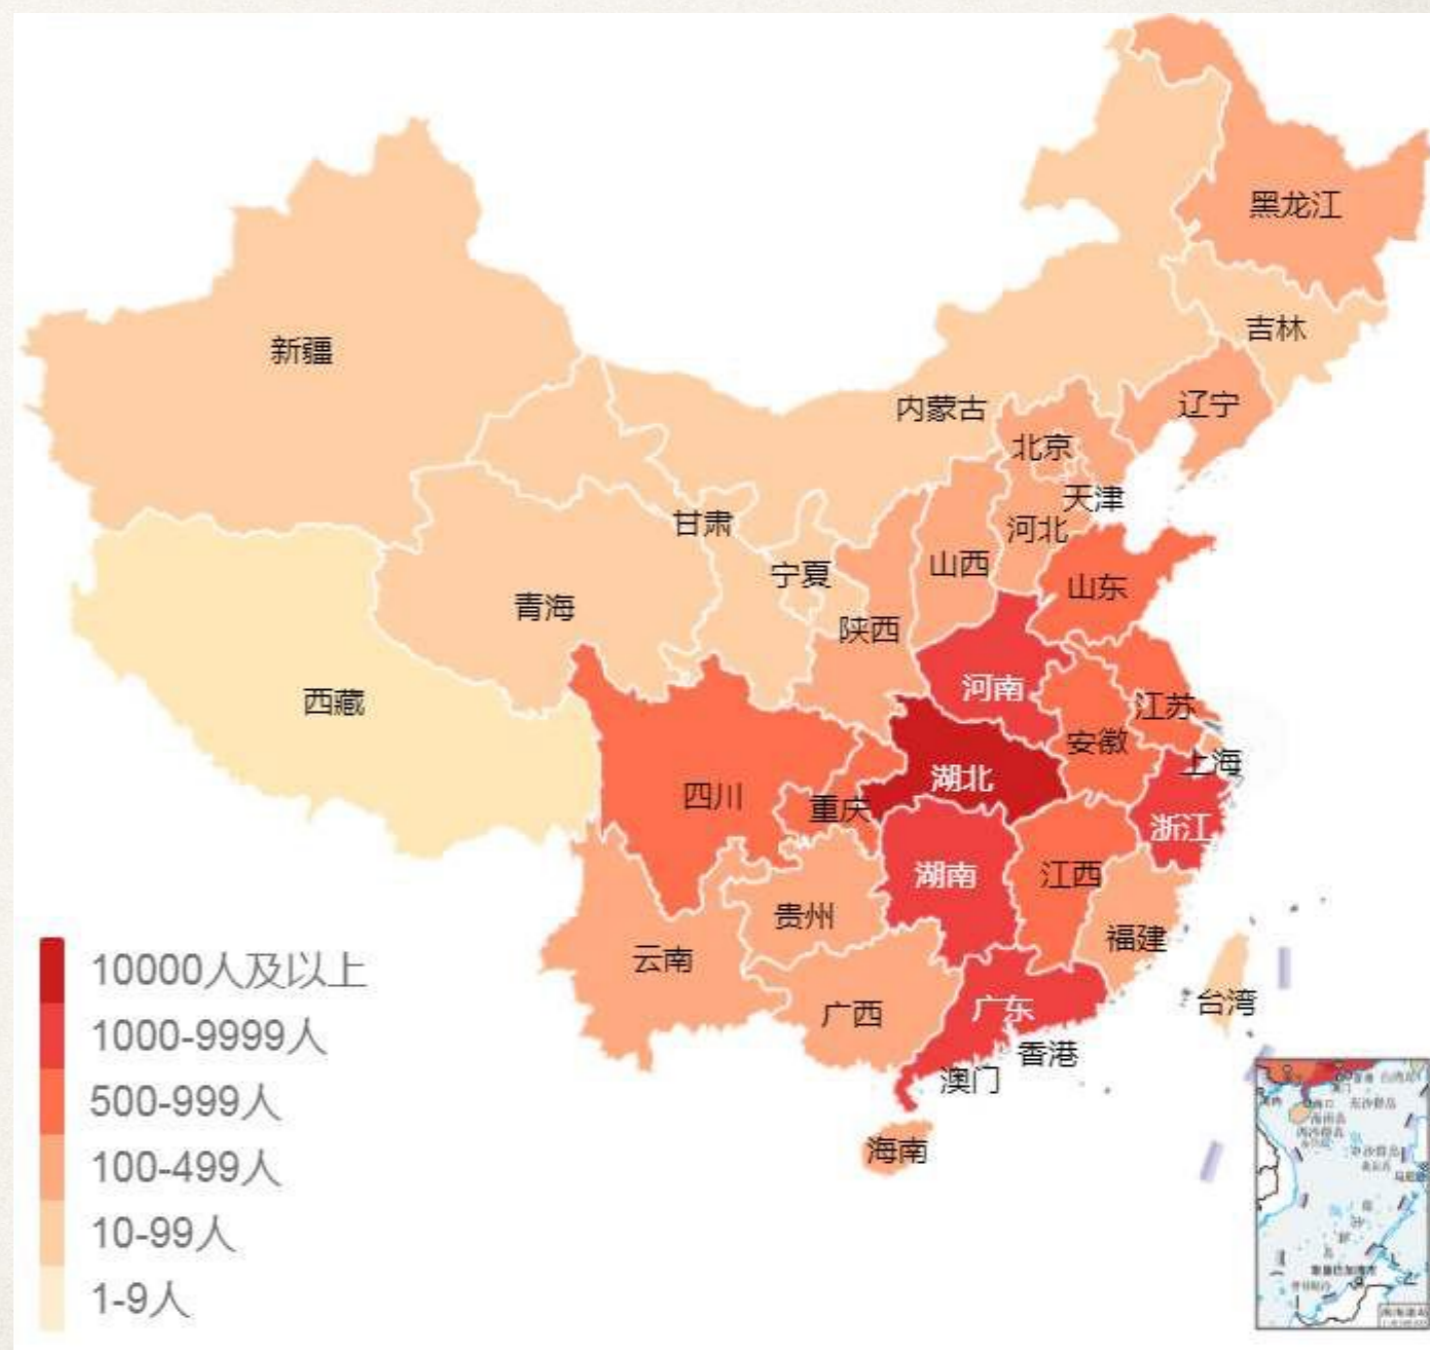 黑龙江
吉林
新疆
辽宁
内蒙古
北京
天津
甘肃
河北
山西
宁夏
山东
青海
陕西
河南
西藏
江苏
安徽
上海
湖北
四川
重庆
浙江
湖南
江西
贵州
福建
云南
台湾
广西
广东
香港
澳门
海南
10000人及以上
1000-9999人
500-999人
100-499人
10-99人
1-9人
东沙群岛